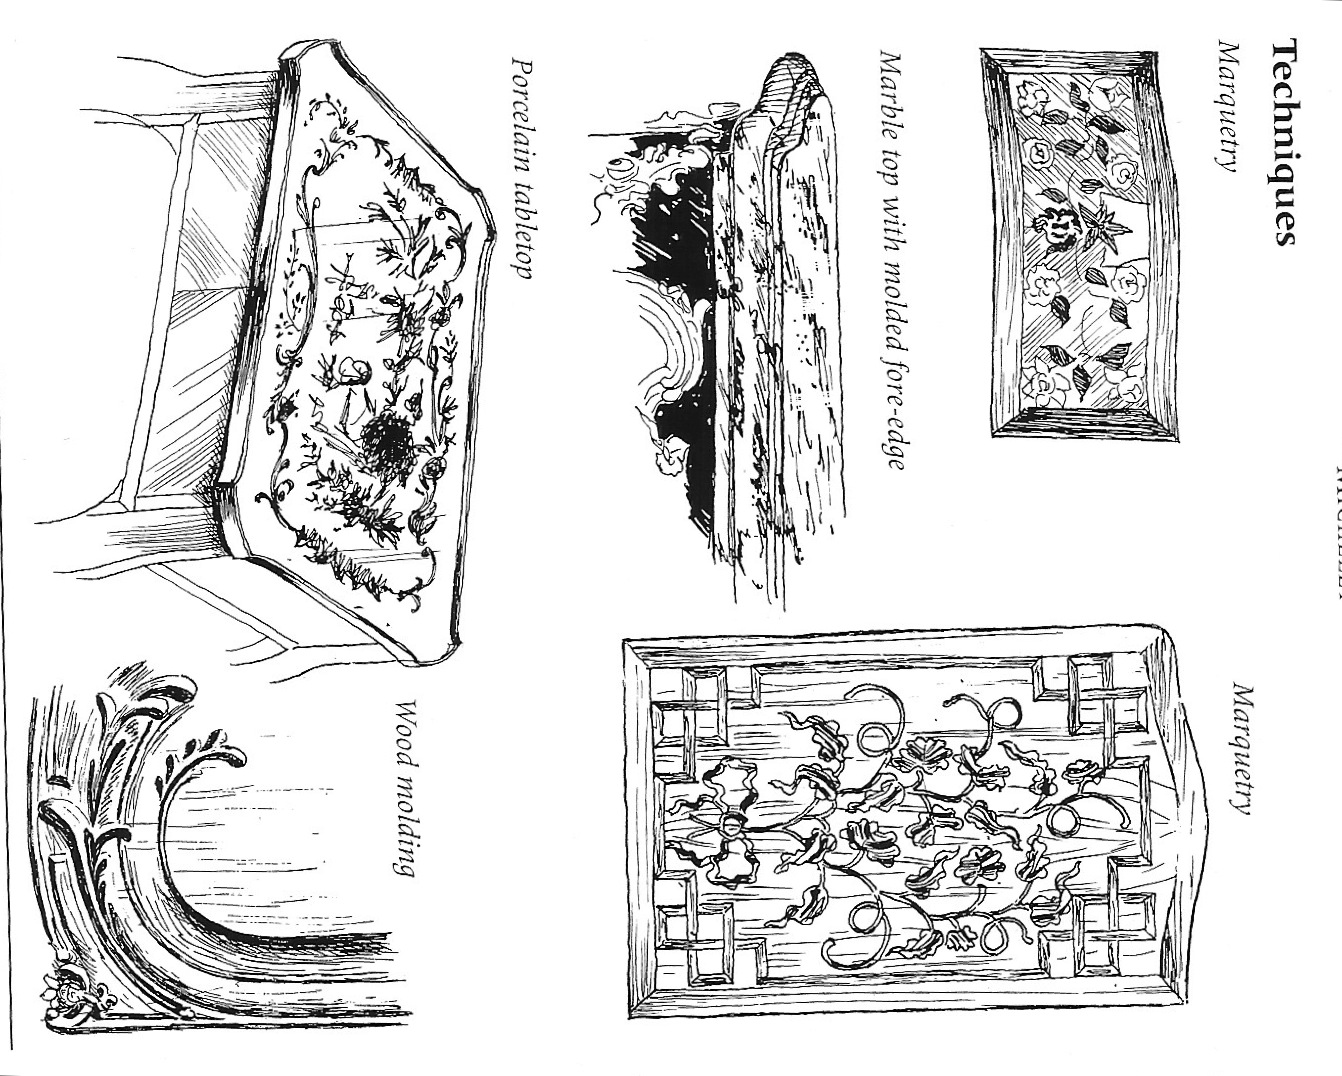 Techniques
Marquetry
Marquetry
Marble top with molded fore-edge
Porcelain tabletop
Wood molding